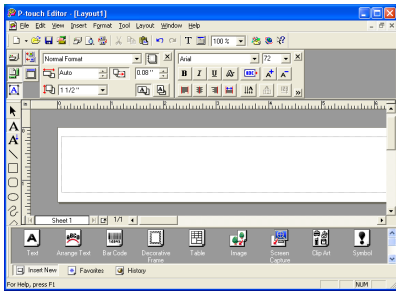 P-touch Editor - [Layout1]
File Edit View Insert Format Tool Layout Window Help
100 %
Normal Format
Arial
72
Auto
0.08 "
B I U
1 1/2 "
Sheet 1
1/1
Text
Arrange Text
Bar Code
Decorative Frame
Table
Image
Screen Capture
Clip Art
Symbol
Insert New
Favorites
History
For Help, press F1
NUM